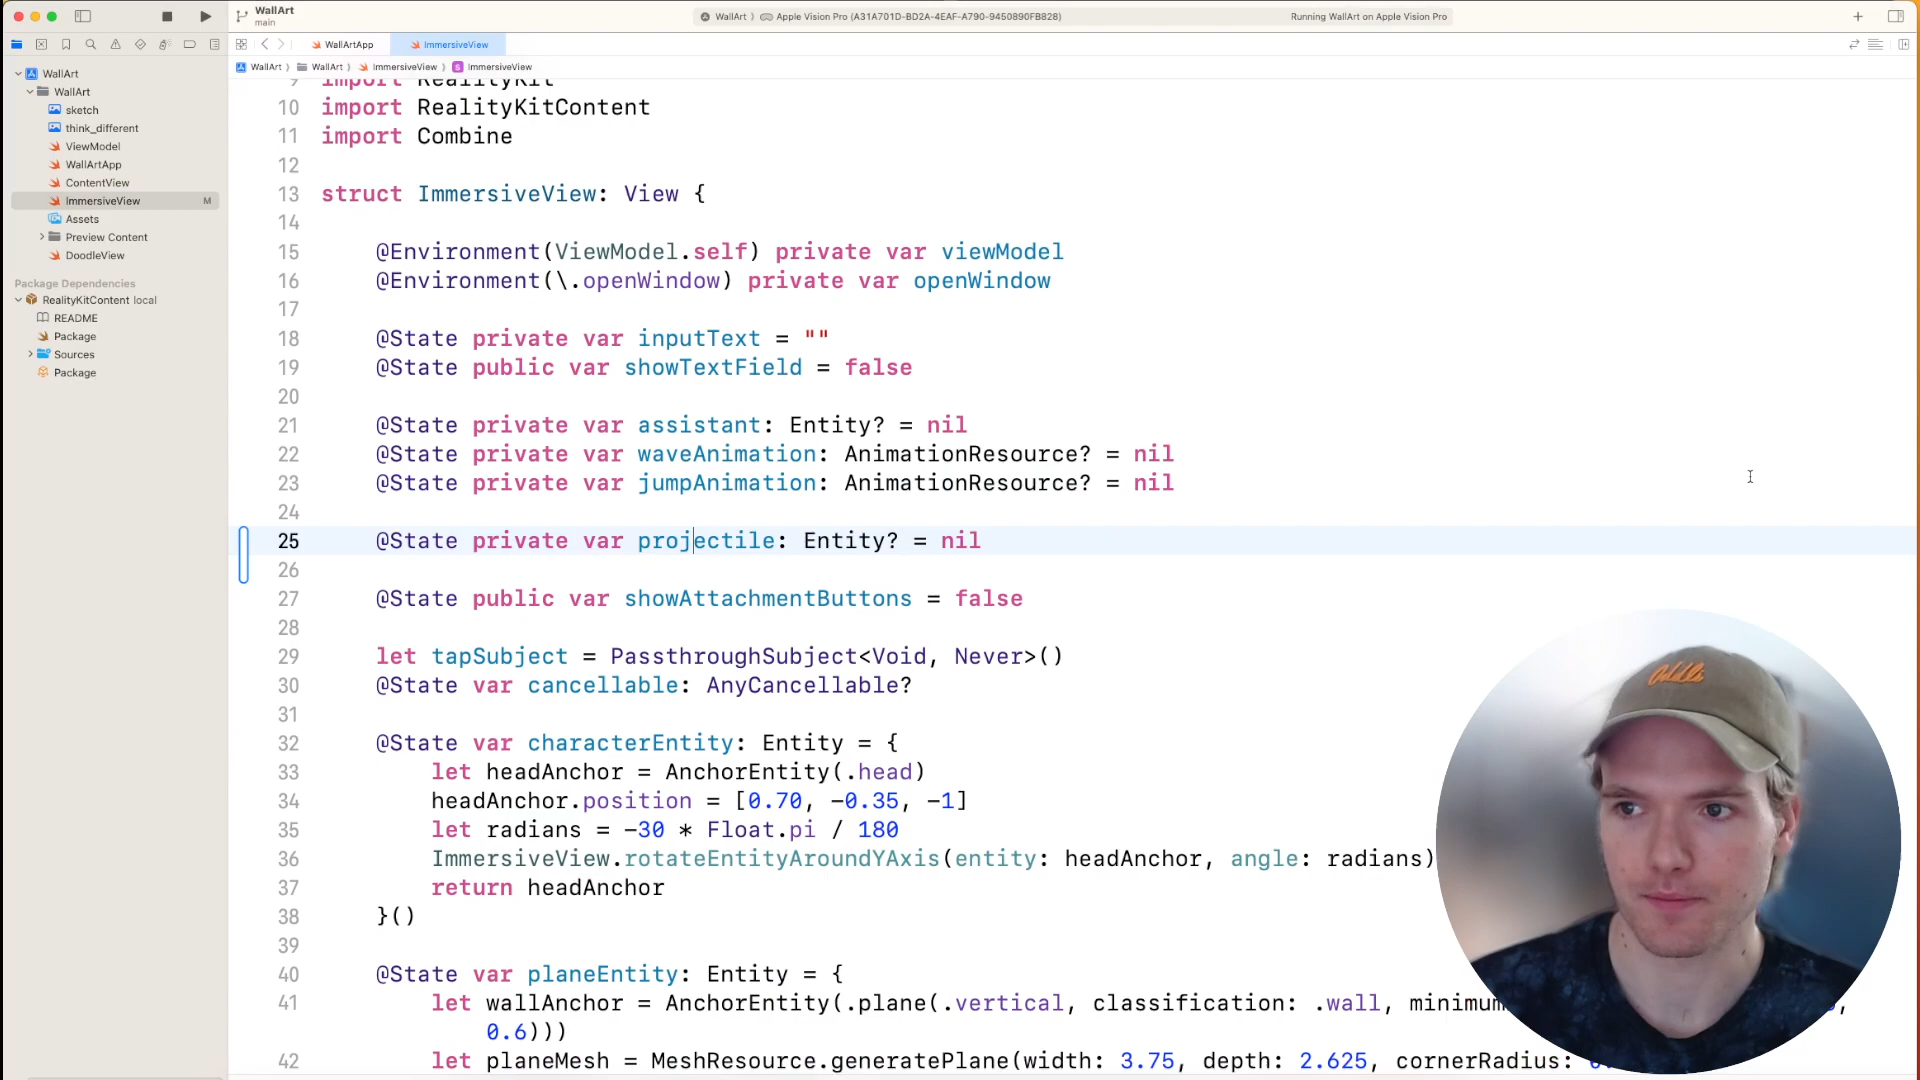 WallArt
main
WallArt
Apple Vision Pro (A31A701D-BD2A-4EAF-A790-9450890FB828)
Running WallArt on Apple Vision Pro
WallArtApp
ImmersiveView
WallArt
WallArt
ImmersiveView
S
ImmersiveView
WallArt
WallArt
sketch
think_different
ViewModel
WallArtApp
ContentView
ImmersiveView M
Assets
Preview Content
DoodleView
Package Dependencies
RealityKitContent local
README
Package
Sources
Package
9 import RealityKit
10 import RealityKitContent
11 import Combine
12
13 struct ImmersiveView: View {
14
15 @Environment(ViewModel.self) private var viewModel
16 @Environment(\.openWindow) private var openWindow
17
18 @State private var inputText = ""
19 @State public var showTextField = false
20
21 @State private var assistant: Entity? = nil
22 @State private var waveAnimation: AnimationResource? = nil
23 @State private var jumpAnimation: AnimationResource? = nil
24
25 @State private var projectile: Entity? = nil
26
27 @State public var showAttachmentButtons = false
28
29 let tapSubject = PassthroughSubject<Void, Never>()
30 @State var cancellable: AnyCancellable?
31
32 @State var characterEntity: Entity = {
33 let headAnchor = AnchorEntity(.head)
34 headAnchor.position = [0.70, -0.35, -1]
35 let radians = -30 * Float.pi / 180
36 ImmersiveView.rotateEntityAroundYAxis(entity: headAnchor, angle: radians)
37 return headAnchor
38 }()
39
40 @State var planeEntity: Entity = {
41 let wallAnchor = AnchorEntity(.plane(.vertical, classification: .wall,
0.6)))
42 let planeMesh = MeshResource.generatePlane(width: 3.75, depth: 2.625, cornerRadius: